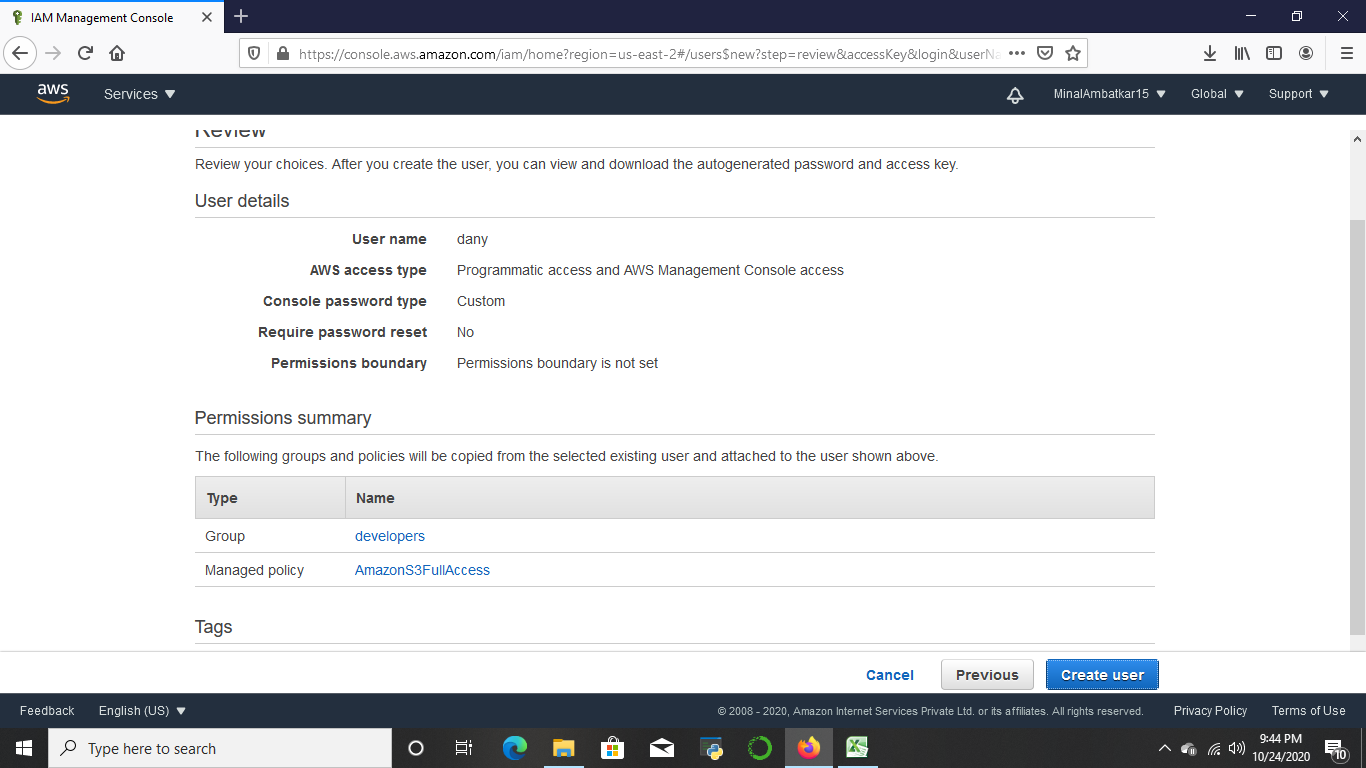 IAM Management Console
https://console.aws.amazon.com/iam/home?region=us-east-2#/users$new?step=review&accessKey&login&userNa
aws
Services
MinalAmbatkar15
Global
Support
Review
Review your choices. After you create the user, you can view and download the autogenerated password and access key.
User details
User name dany
AWS access type Programmatic access and AWS Management Console access
Console password type Custom
Require password reset No
Permissions boundary Permissions boundary is not set
Permissions summary
The following groups and policies will be copied from the selected existing user and attached to the user shown above.
Type Name
Group developers
Managed policy AmazonS3FullAccess
Tags
Cancel Previous Create user
Feedback English (US) © 2008 - 2020, Amazon Internet Services Private Ltd. or its affiliates. All rights reserved. Privacy Policy Terms of Use
Type here to search
9:44 PM
10/24/2020
10